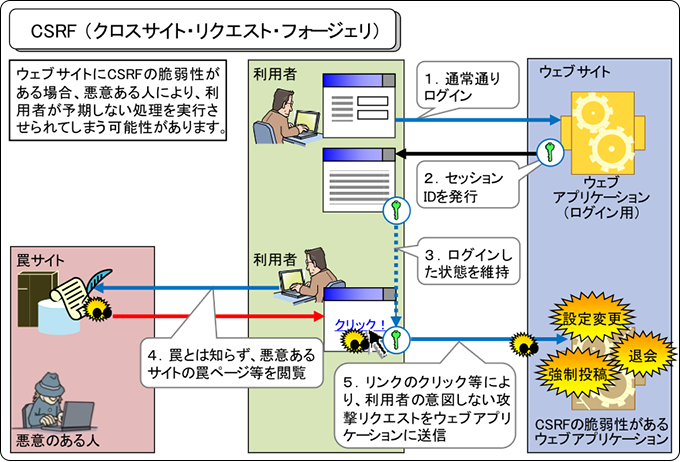 CSRF（クロスサイト・リクエスト・フォージェリ）
ウェブサイトにCSRFの脆弱性が
ある場合、悪意ある人により、利
用者が予期しない処理を実行さ
せられてしまう可能性があります。
利用者
ウェブサイト
１．通常通り
ログイン
２．セッション
IDを発行
ウェブ
アプリケーション
（ログイン用）
３．ログインし
た状態を維持
罠サイト
利用者
クリック！
４．罠とは知らず、悪意ある
サイトの罠ページ等を閲覧
設定変更
退会
強制投稿
５．リンクのクリック等によ
り、利用者の意図しない攻
撃リクエストをウェブアプリ
ケーションに送信
悪意のある人
CSRFの脆弱性がある
ウェブアプリケーション